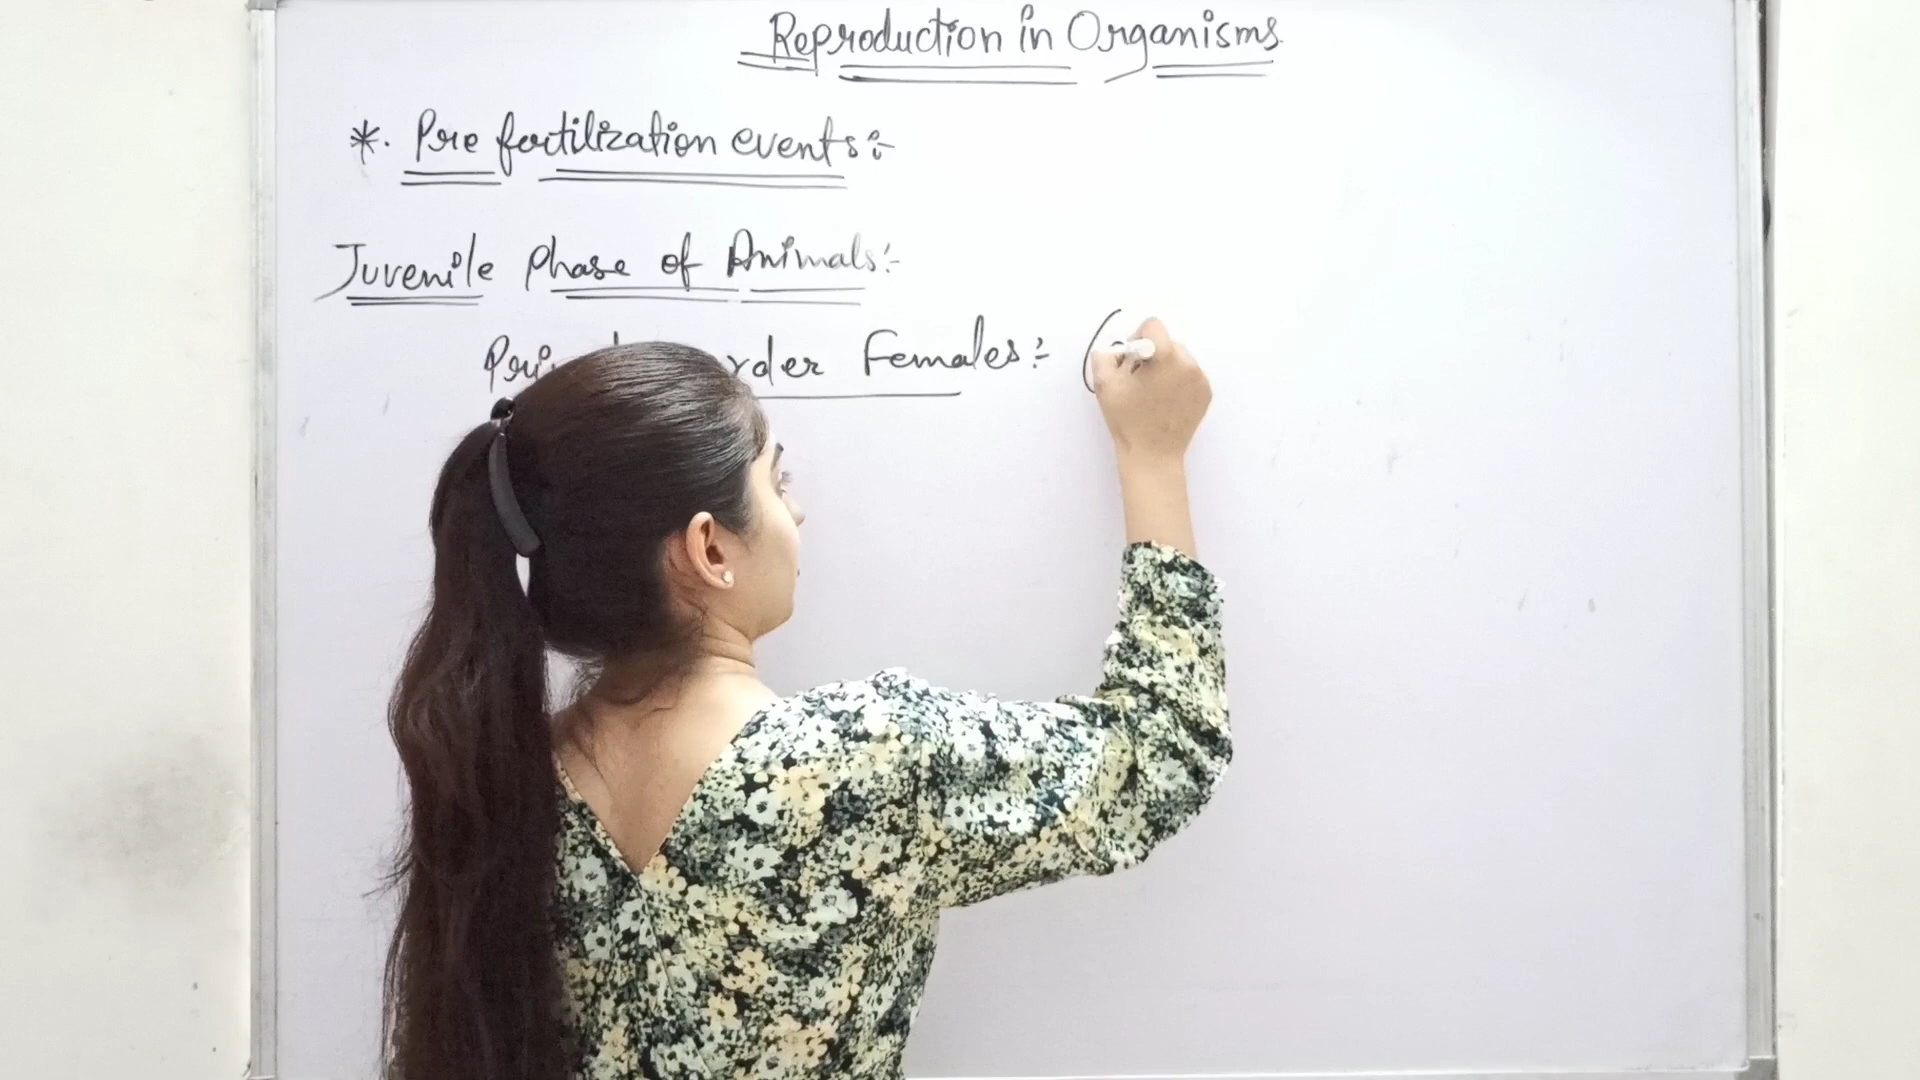 Reproduction in Organisms
*. Pre fertilization events:-
Juvenile Phase of Animals:-
Females:- (